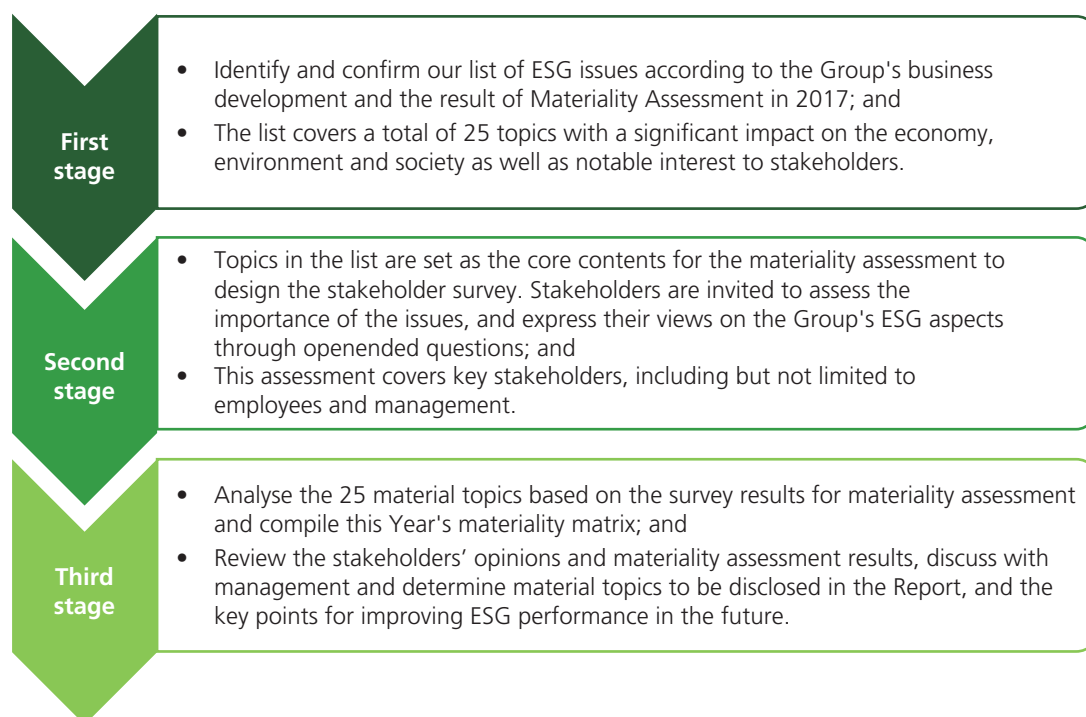 First
stage
• Identify and confirm our list of ESG issues according to the Group's business
development and the result of Materiality Assessment in 2017; and
• The list covers a total of 25 topics with a significant impact on the economy,
environment and society as well as notable interest to stakeholders.
Second
stage
• Topics in the list are set as the core contents for the materiality assessment to
design the stakeholder survey. Stakeholders are invited to assess the
importance of the issues, and express their views on the Group's ESG aspects
through openended questions; and
• This assessment covers key stakeholders, including but not limited to
employees and management.
Third
stage
• Analyse the 25 material topics based on the survey results for materiality assessment
and compile this Year's materiality matrix; and
• Review the stakeholders’ opinions and materiality assessment results, discuss with
management and determine material topics to be disclosed in the Report, and the
key points for improving ESG performance in the future.